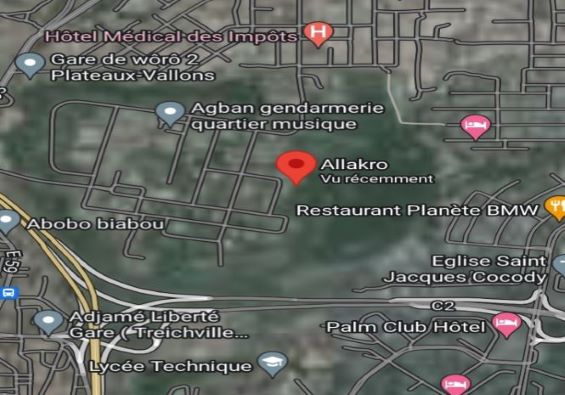 Hôtel Médical des Impôts
H
Gare de wôrô 2
Plateaux-Vallons
Agban gendarmerie
quartier musique
Allakro
Vu récemment
Restaurant Planète BMW
Abobo biabou
Eglise Saint
Jacques Cocody
C2
Adjamé Liberté
Gare ( Treichville...
Palm Club Hôtel
Lycée Technique